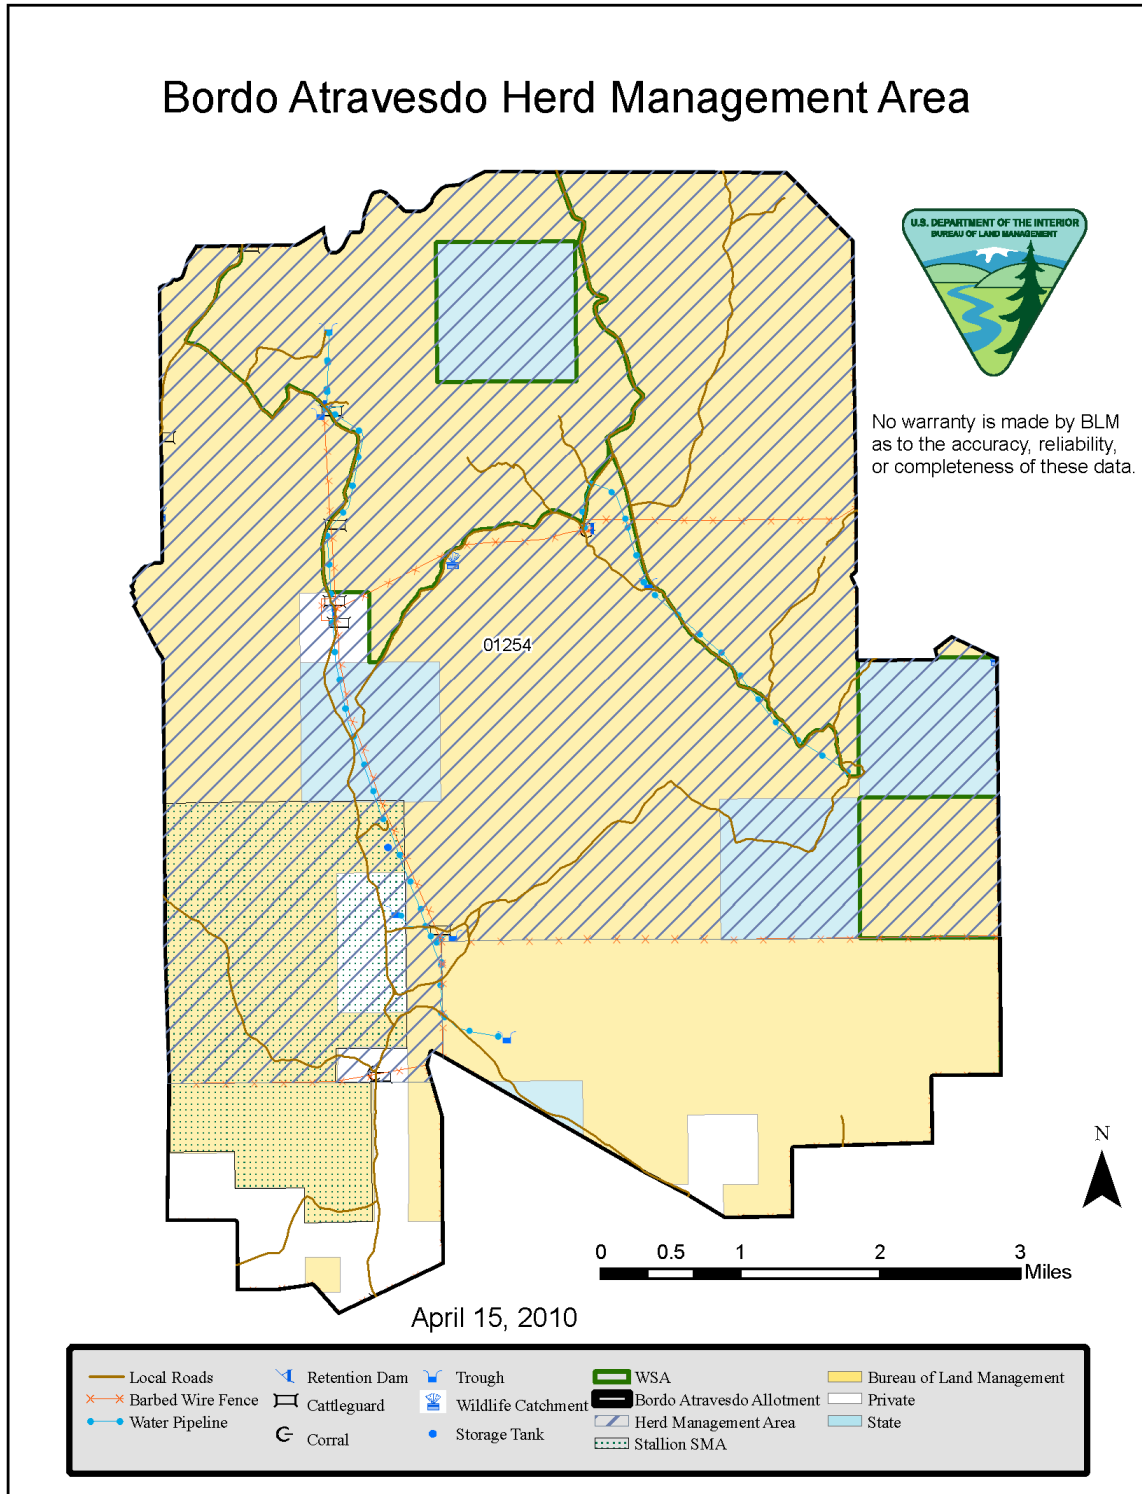 Bordo Atravesdo Herd Management Area
U.S. DEPARTMENT OF THE INTERIOR
BUREAU OF LAND MANAGEMENT
No warranty is made by BLM
as to the accuracy, reliability,
or completeness of these data.
01254
N
0 0.5 1 2 3
Miles
April 15, 2010
Local Roads
Barbed Wire Fence
Water Pipeline
Retention Dam
Cattleguard
Corral
Trough
Wildlife Catchment
Storage Tank
WSA
Bordo Atravesdo Allotment
Herd Management Area
Stallion SMA
Bureau of Land Management
Private
State